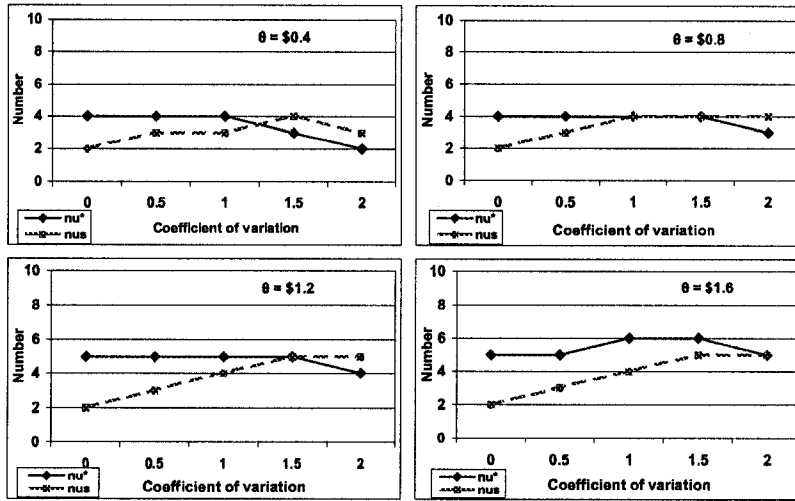 θ = $0.4
Number
10
8
6
4
2
0
0 0.5 1 1.5 2
Coefficient of variation
nu*
nus
θ = $0.8
Number
10
8
6
4
2
0
0 0.5 1 1.5 2
Coefficient of variation
nu*
nus
θ = $1.2
Number
10
8
6
4
2
0
0 0.5 1 1.5 2
Coefficient of variation
nu*
nus
θ = $1.6
Number
10
8
6
4
2
0
0 0.5 1 1.5 2
Coefficient of variation
nu*
nus